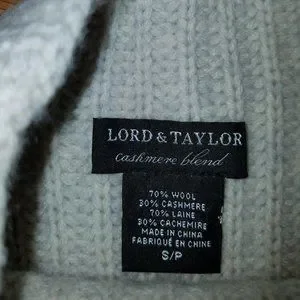 LORD & TAYLOR
cashmere blend
70% WOOL
30% CASHMERE
70% LAINE
30% CACHEMIRE
MADE IN CHINA
FABRIQUÉ EN CHINE
S/P